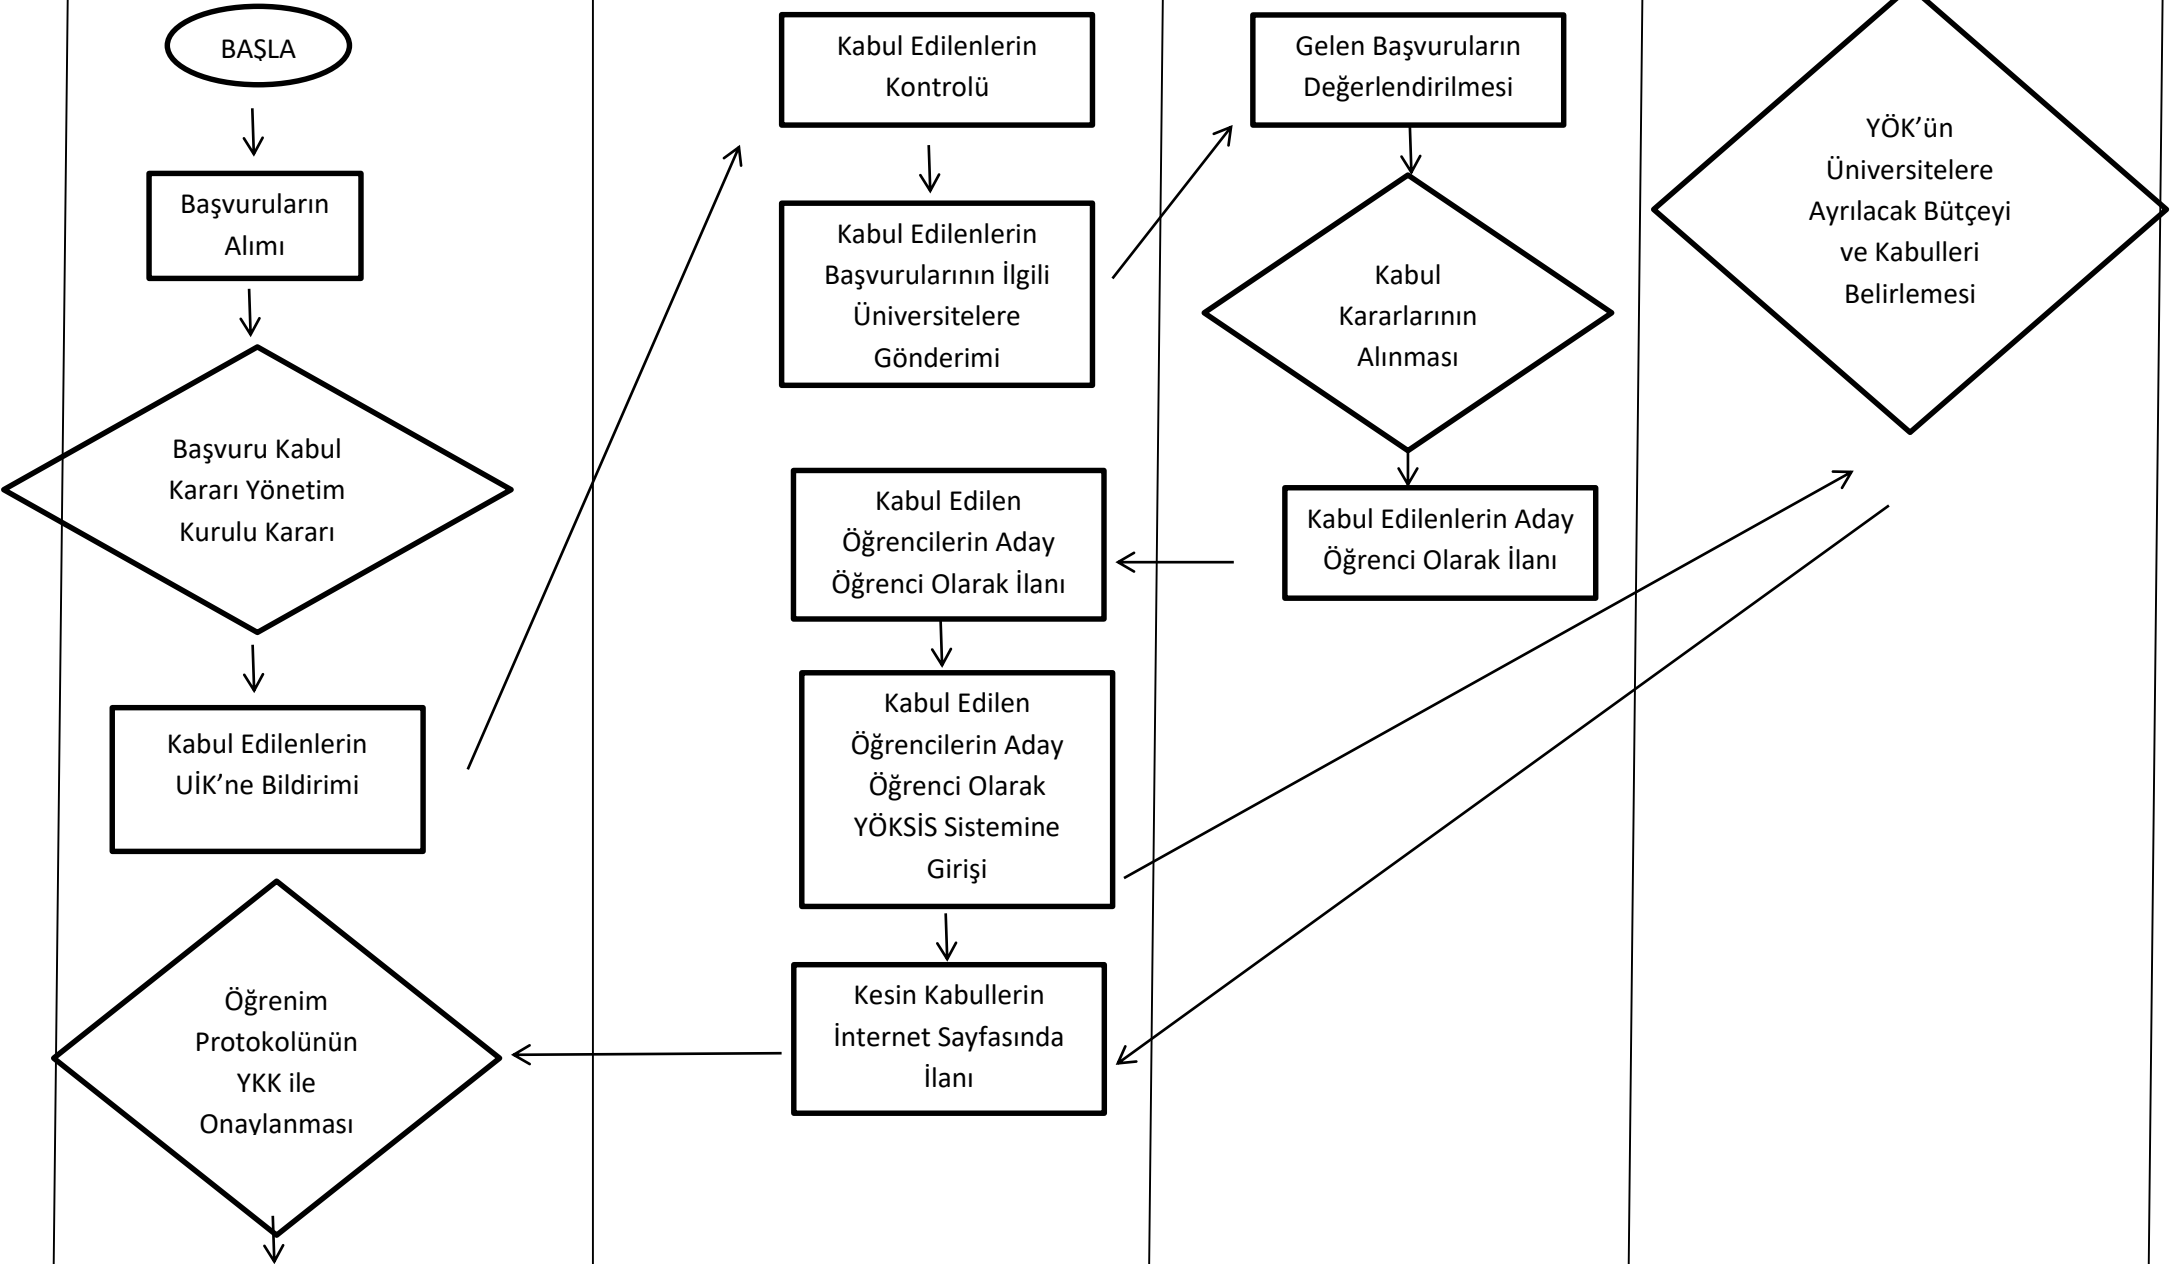 BAŞLA
Başvuruların
Alımı
Başvuru Kabul
Kararı Yönetim
Kurulu Kararı
Kabul Edilenlerin
UİK’ne Bildirimi
Öğrenim
Protokolünün
YKK ile
Onaylanması
Kabul Edilenlerin
Kontrolü
Kabul Edilenlerin
Başvurularının İlgili
Üniversitelere
Gönderimi
Kabul Edilen
Öğrencilerin Aday
Öğrenci Olarak İlanı
Kabul Edilen
Öğrencilerin Aday
Öğrenci Olarak
YÖKSİS Sistemine
Girişi
Kesin Kabullerin
İnternet Sayfasında
İlanı
Gelen Başvuruların
Değerlendirilmesi
Kabul
Kararlarının
Alınması
Kabul Edilenlerin Aday
Öğrenci Olarak İlanı
YÖK’ün
Üniversitelere
Ayrılacak Bütçeyi
ve Kabulleri
Belirlemesi